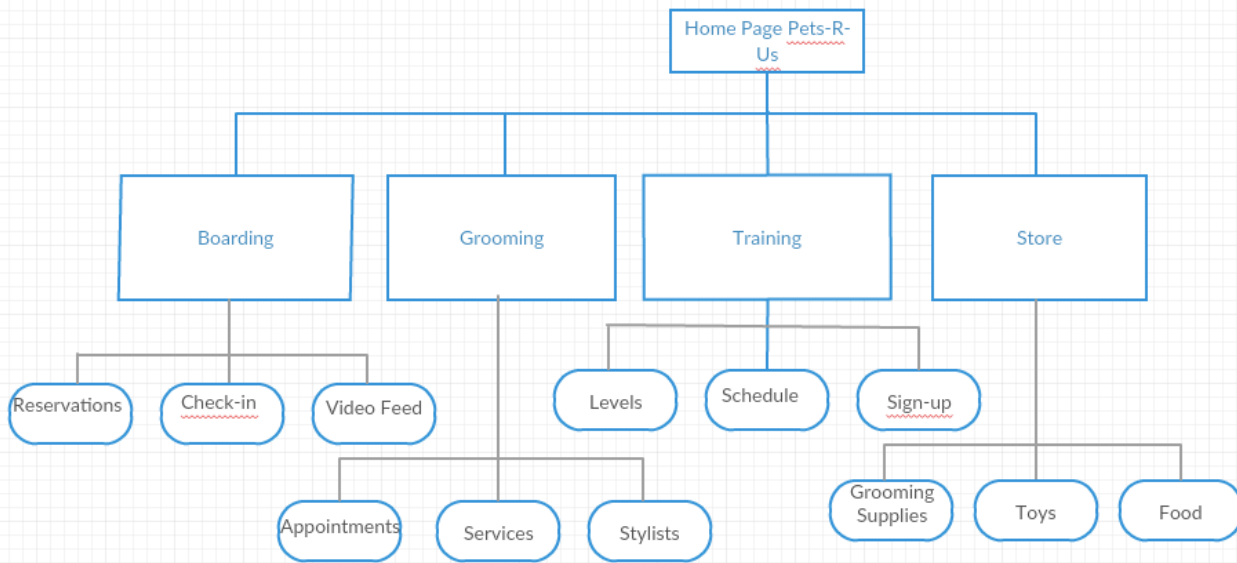 Home Page Pets-R-
Us
Boarding
Grooming
Training
Store
Reservations
Check-in
Video Feed
Levels
Schedule
Sign-up
Appointments
Services
Stylists
Grooming
Supplies
Toys
Food